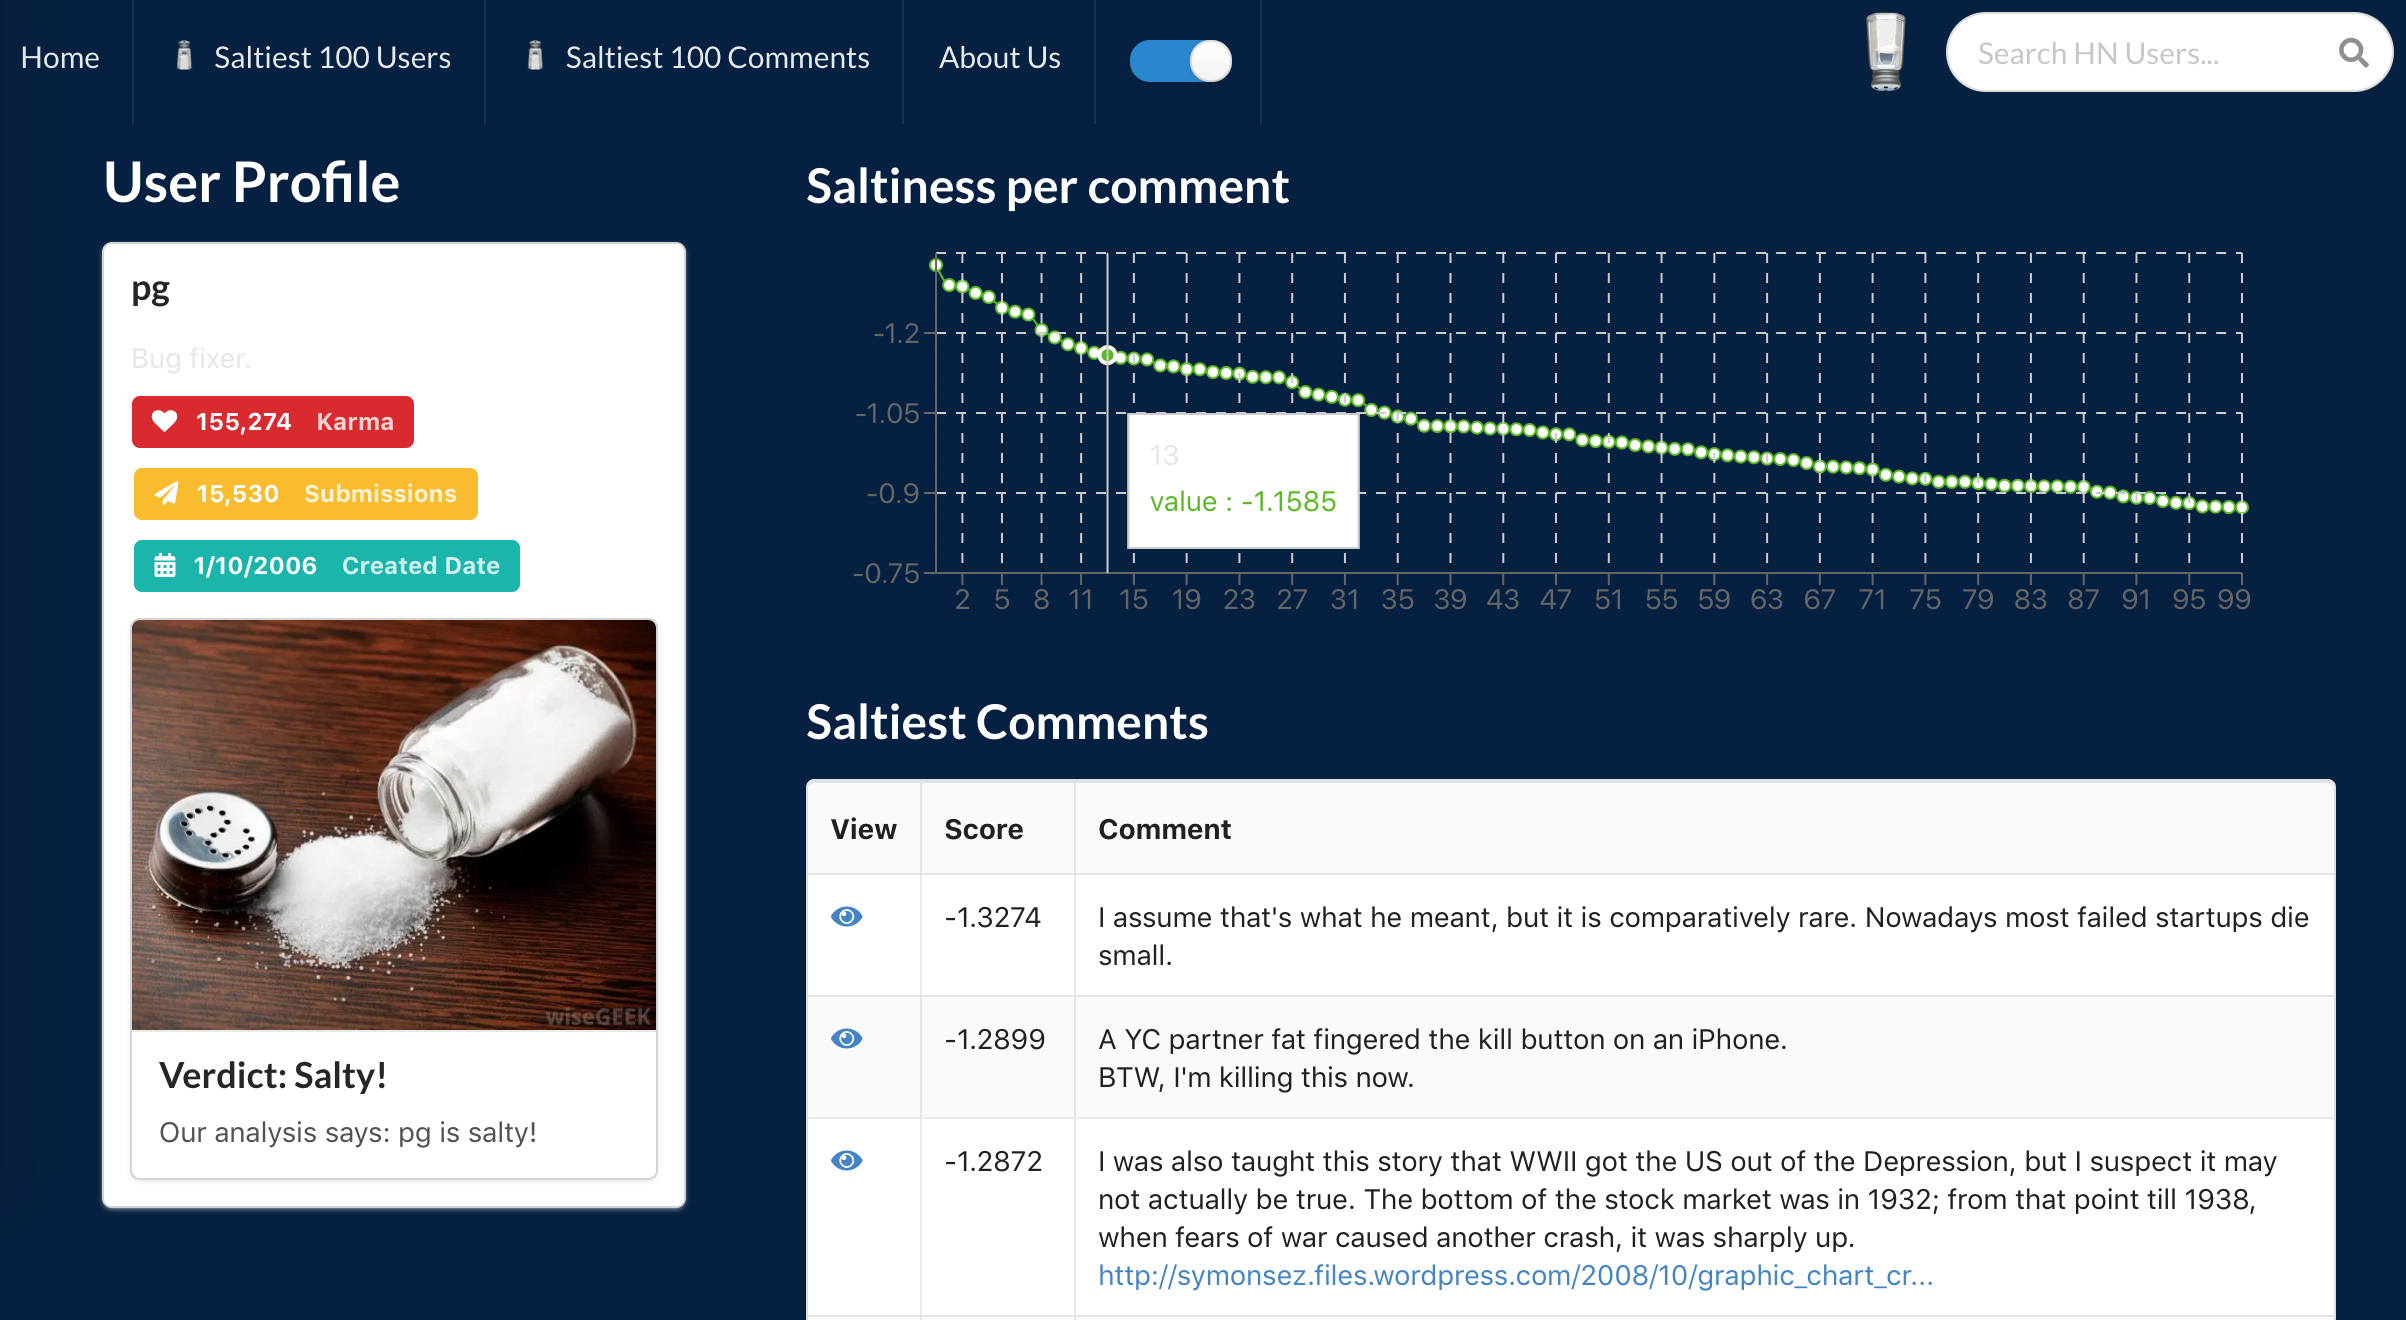 Home
Saltiest 100 Users
Saltiest 100 Comments
About Us
Search HN Users...
User Profile
pg
Bug fixer.
155,274 Karma
15,530 Submissions
1/10/2006 Created Date
wiseGEEK
Verdict: Salty!
Our analysis says: pg is salty!
Saltiness per comment
-1.2
-1.05
-0.9
-0.75
13
value : -1.1585
2 5 8 11 15 19 23 27 31 35 39 43 47 51 55 59 63 67 71 75 79 83 87 91 95 99
Saltiest Comments
View Score Comment
-1.3274 I assume that's what he meant, but it is comparatively rare. Nowadays most failed startups die
small.
-1.2899 A YC partner fat fingered the kill button on an iPhone.
BTW, I'm killing this now.
-1.2872 I was also taught this story that WWII got the US out of the Depression, but I suspect it may
not actually be true. The bottom of the stock market was in 1932; from that point till 1938,
when fears of war caused another crash, it was sharply up.
http://symonsez.files.wordpress.com/2008/10/graphic_chart_cr...